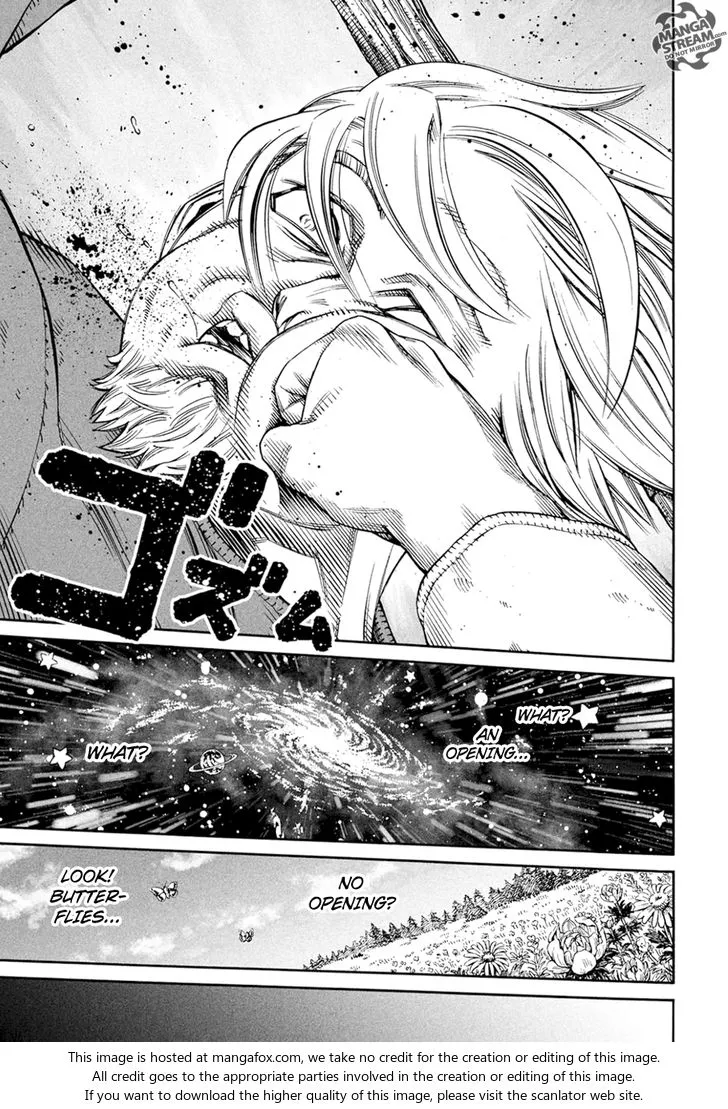 MANGA
STREAM.com
DO NOT MIRROR
ゴズム
WHAT?
AN
OPENING...
WHAT?
NO
OPENING?
LOOK!
BUTTER-
FLIES...
This image is hosted at mangafox.com, we take no credit for the creation or editing of this image.
All credit goes to the appropriate parties involved in the creation or editing of this image.
If you want to download the higher quality of this image, please visit the scanlator web site.